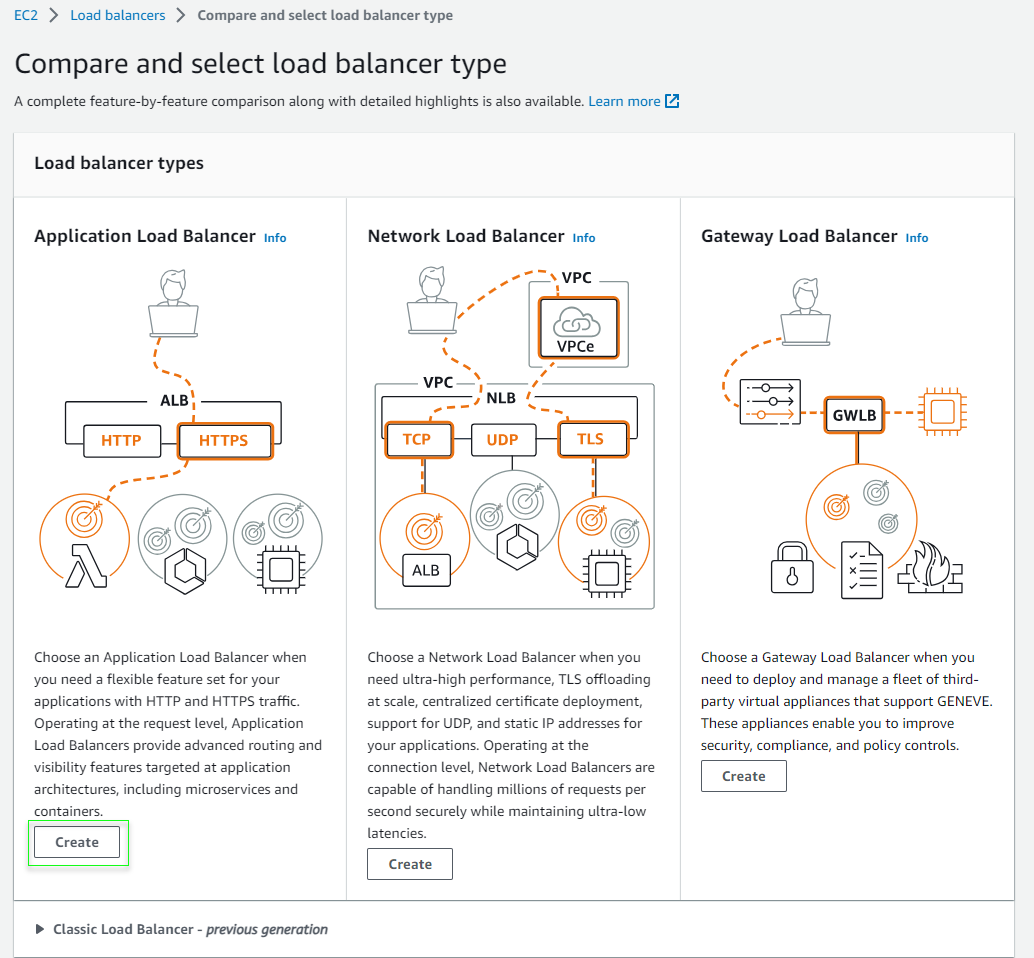 EC2 > Load balancers > Compare and select load balancer type
Compare and select load balancer type
A complete feature-by-feature comparison along with detailed highlights is also available. Learn more
Load balancer types
Application Load Balancer Info
ALB
HTTP
HTTPS
Choose an Application Load Balancer when
you need a flexible feature set for your
applications with HTTP and HTTPS traffic.
Operating at the request level, Application
Load Balancers provide advanced routing and
visibility features targeted at application
architectures, including microservices and
containers.
Create
Network Load Balancer Info
VPC
VPCe
VPC
NLB
TCP
UDP
TLS
ALB
Choose a Network Load Balancer when you
need ultra-high performance, TLS offloading
at scale, centralized certificate deployment,
support for UDP, and static IP addresses for
your applications. Operating at the
connection level, Network Load Balancers are
capable of handling millions of requests per
second securely while maintaining ultra-low
latencies.
Create
Gateway Load Balancer Info
GWLB
Choose a Gateway Load Balancer when you
need to deploy and manage a fleet of third-
party virtual appliances that support GENEVE.
These appliances enable you to improve
security, compliance, and policy controls.
Create
Classic Load Balancer - previous generation